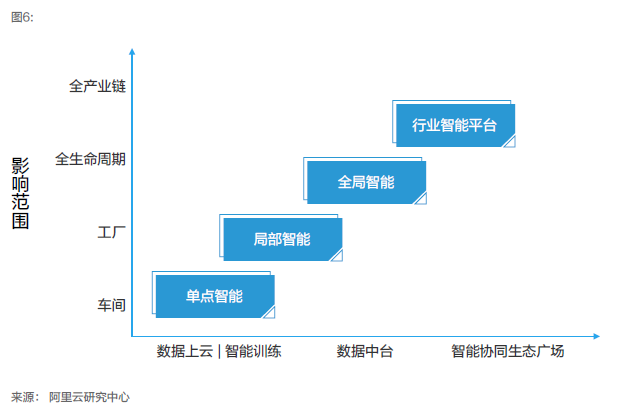 图6:
全产业链
行业智能平台
全生命周期
全局智能
影响范围
工厂
局部智能
车间
单点智能
数据上云 | 智能训练
数据中台
智能协同生态广场
来源： 阿里云研究中心